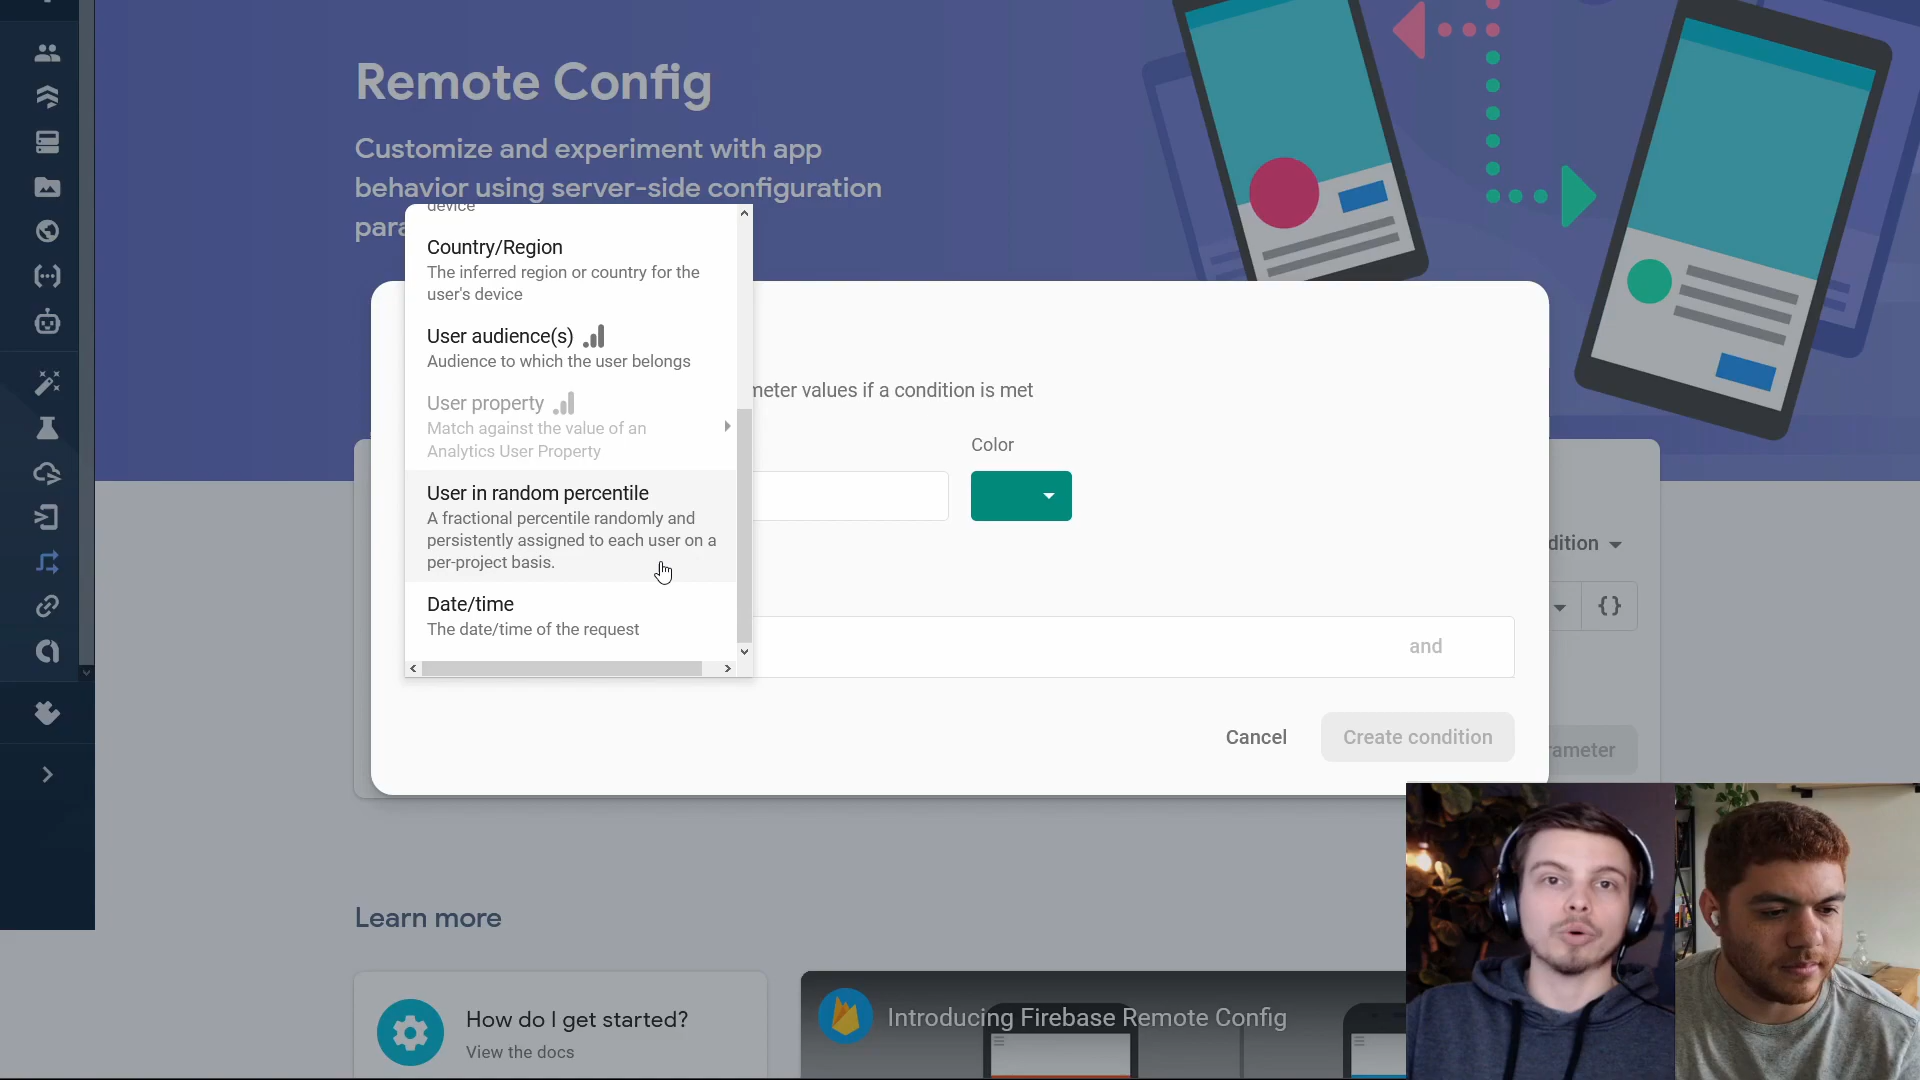 Remote Config
Customize and experiment with app
behavior using server-side configuration
para
device
Country/Region
The inferred region or country for the
user's device
User audience(s)
Audience to which the user belongs
User property
Match against the value of an
Analytics User Property
User in random percentile
A fractional percentile randomly and
persistently assigned to each user on a
per-project basis.
Date/time
The date/time of the request
meter values if a condition is met
Color
and
Cancel
Create condition
dition
{}
rameter
Learn more
How do I get started?
View the docs
Introducing Firebase Remote Config